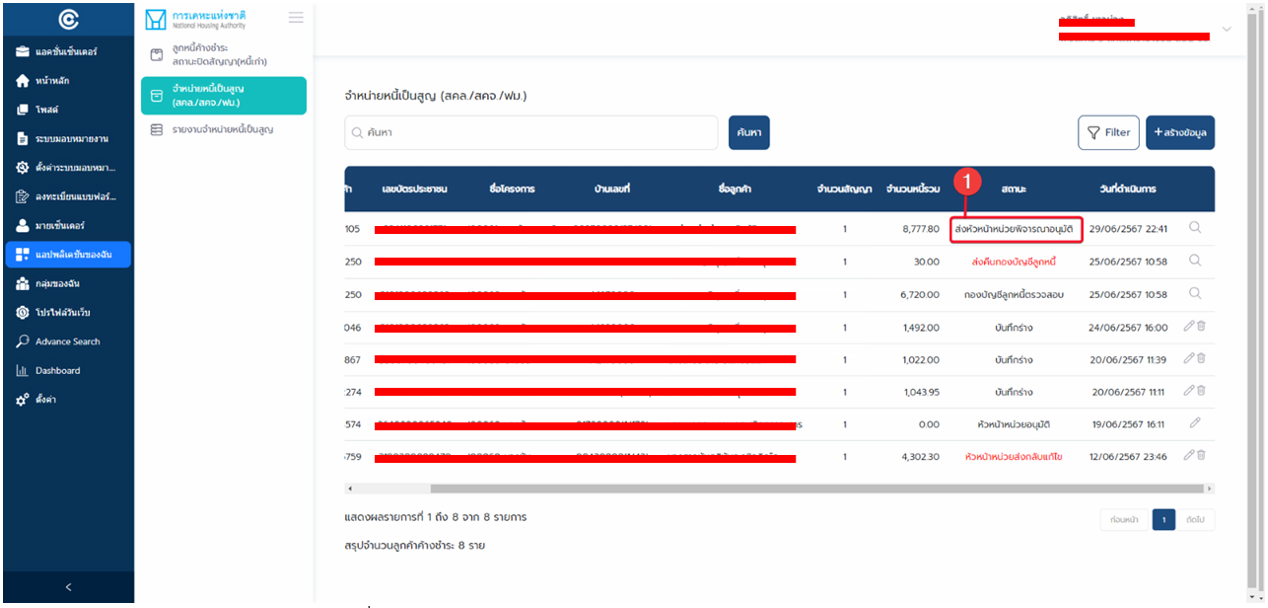 การเคหะแห่งชาติ
National Housing Authority
แอคชั่นเซ็นเตอร์
หน้าหลัก
โพสต์
ระบบมอบหมายงาน
ตั้งค่าระบบมอบหมา...
ลงทะเบียนแบบฟอร์...
มายเซ็นเตอร์
แอปพลิเคชันของฉัน
กลุ่มของฉัน
โปรไฟล์วันเว็บ
Advance Search
Dashboard
ตั้งค่า
<
ลูกหนี้ค้างชำระ
สถานะปิดสัญญา(หนี้เก่า)
จำหน่ายหนี้เป็นสูญ
(สคล./สคจ./ฟม.)
รายงานจำหน่ายหนี้เป็นสูญ
จำหน่ายหนี้เป็นสูญ (สคล./สคจ./ฟม.)
ค้นหา ค้นหา Filter +สร้างข้อมูล
1
เลขบัตรประชาชน ชื่อโครงการ บ้านเลขที่ ชื่อลูกค้า จำนวนสัญญา จำนวนหนี้รวม สถานะ วันที่ดำเนินการ
105 1 8,777.80 ส่งหัวหน้าหน่วยพิจารณาอนุมัติ 29/06/2567 22:41
250 1 30.00 ส่งคืนกองบัญชีลูกหนี้ 25/06/2567 10:58
250 1 6,720.00 กองบัญชีลูกหนี้ตรวจสอบ 25/06/2567 10:58
046 1 1,492.00 บันทึกร่าง 24/06/2567 16:00
867 1 1,022.00 บันทึกร่าง 20/06/2567 11:39
274 1 1,043.95 บันทึกร่าง 20/06/2567 11:11
574 1 0.00 หัวหน้าหน่วยอนุมัติ 19/06/2567 16:11
759 1 4,302.30 หัวหน้าหน่วยส่งกลับแก้ไข 12/06/2567 23:46
แสดงผลรายการที่ 1 ถึง 8 จาก 8 รายการ
ก่อนหน้า 1 ถัดไป
สรุปจำนวนลูกค้าค้างชำระ 8 ราย